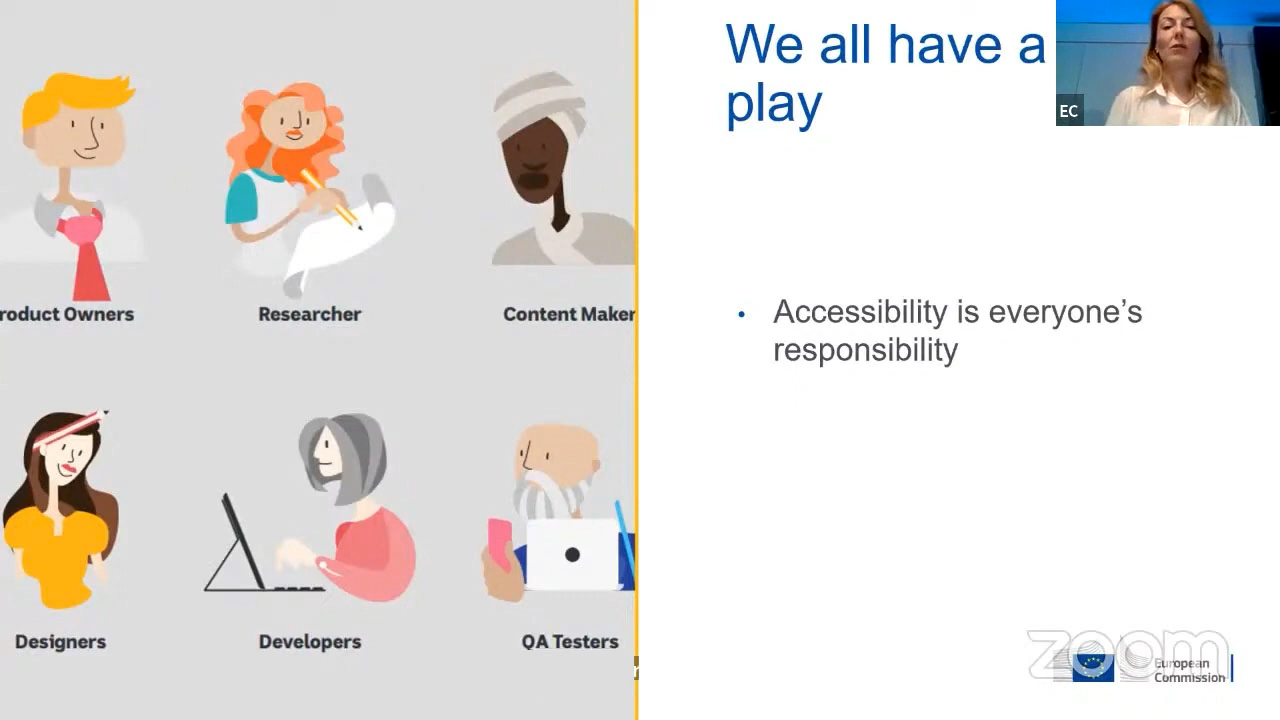 roduct Owners
Researcher
Content Maker
Designers
Developers
QA Testers
We all have a
play
• Accessibility is everyone’s
responsibility
EC
zoom
European
Commission